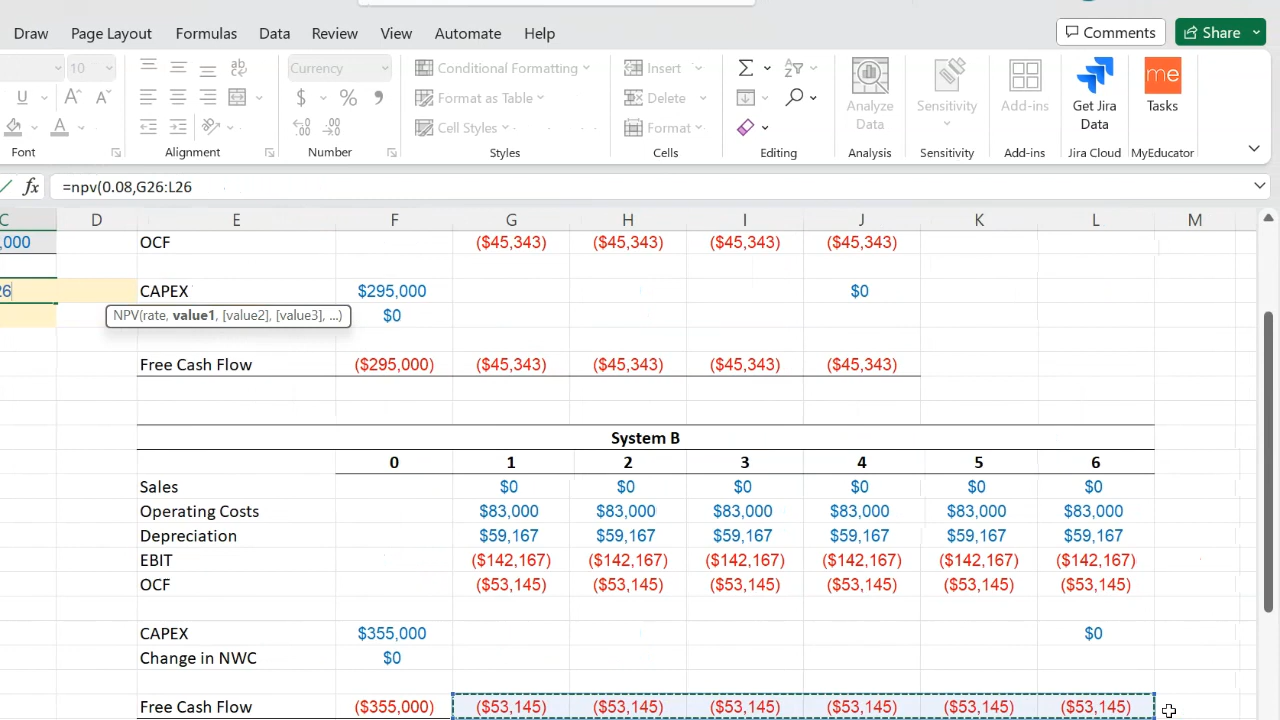 Draw Page Layout Formulas Data Review View Automate Help Comments Share
10 Currency Conditional Formatting Insert
U A A $ % Format as Table Delete Analyze Data Sensitivity Add-ins Get Jira Data Tasks
A Cell Styles Format
Font Alignment Number Styles Cells Editing Analysis Sensitivity Add-ins Jira Cloud MyEducator
fx =npv(0.08,G26:L26
C D E F G H I J K L M
,000 OCF ($45,343) ($45,343) ($45,343) ($45,343)
26 CAPEX $295,000 $0
NPV(rate, value1, [value2], [value3], ...) $0
Free Cash Flow ($295,000) ($45,343) ($45,343) ($45,343) ($45,343)
System B
0 1 2 3 4 5 6
Sales $0 $0 $0 $0 $0 $0
Operating Costs $83,000 $83,000 $83,000 $83,000 $83,000 $83,000
Depreciation $59,167 $59,167 $59,167 $59,167 $59,167 $59,167
EBIT ($142,167) ($142,167) ($142,167) ($142,167) ($142,167) ($142,167)
OCF ($53,145) ($53,145) ($53,145) ($53,145) ($53,145) ($53,145)
CAPEX $355,000 $0
Change in NWC $0
Free Cash Flow ($355,000) ($53,145) ($53,145) ($53,145) ($53,145) ($53,145) ($53,145)